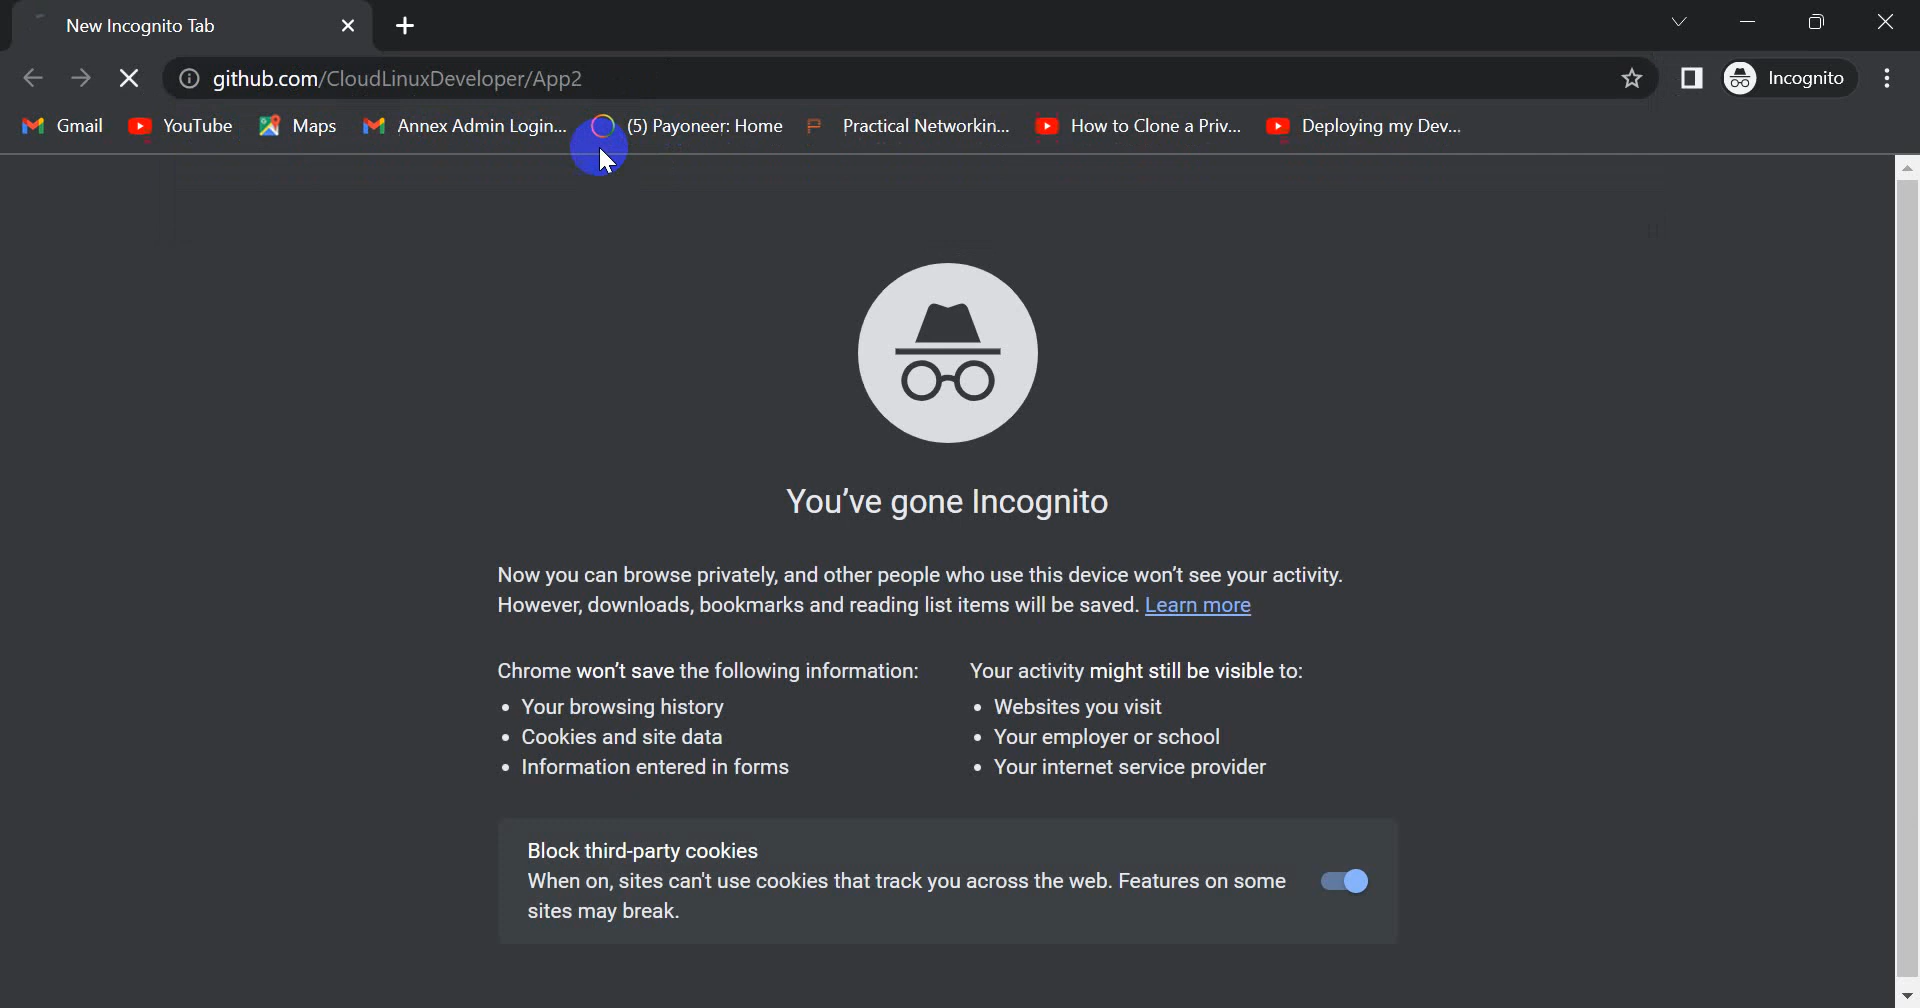 New Incognito Tab
github.com/CloudLinuxDeveloper/App2
Incognito
Gmail
YouTube
Maps
Annex Admin Login...
(5) Payoneer: Home
Practical Networkin...
How to Clone a Priv...
Deploying my Dev...
You've gone Incognito
Now you can browse privately, and other people who use this device won't see your activity.
However, downloads, bookmarks and reading list items will be saved. Learn more
Chrome won't save the following information:
• Your browsing history
• Cookies and site data
• Information entered in forms
Your activity might still be visible to:
• Websites you visit
• Your employer or school
• Your internet service provider
Block third-party cookies
When on, sites can't use cookies that track you across the web. Features on some
sites may break.